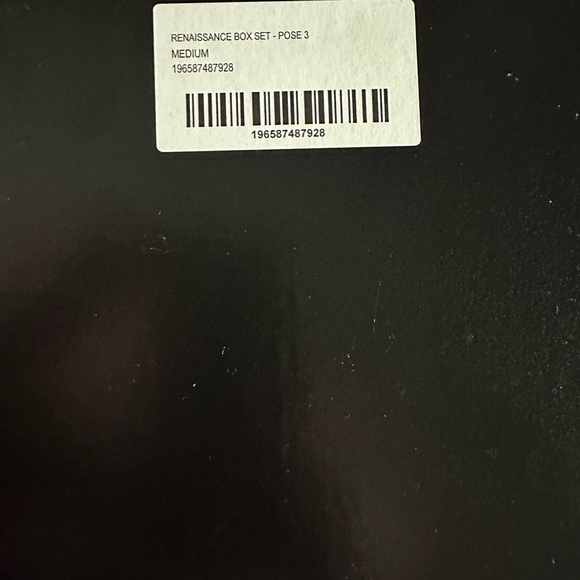 RENAISSANCE BOX SET - POSE 3
MEDIUM
196587487928
196587487928